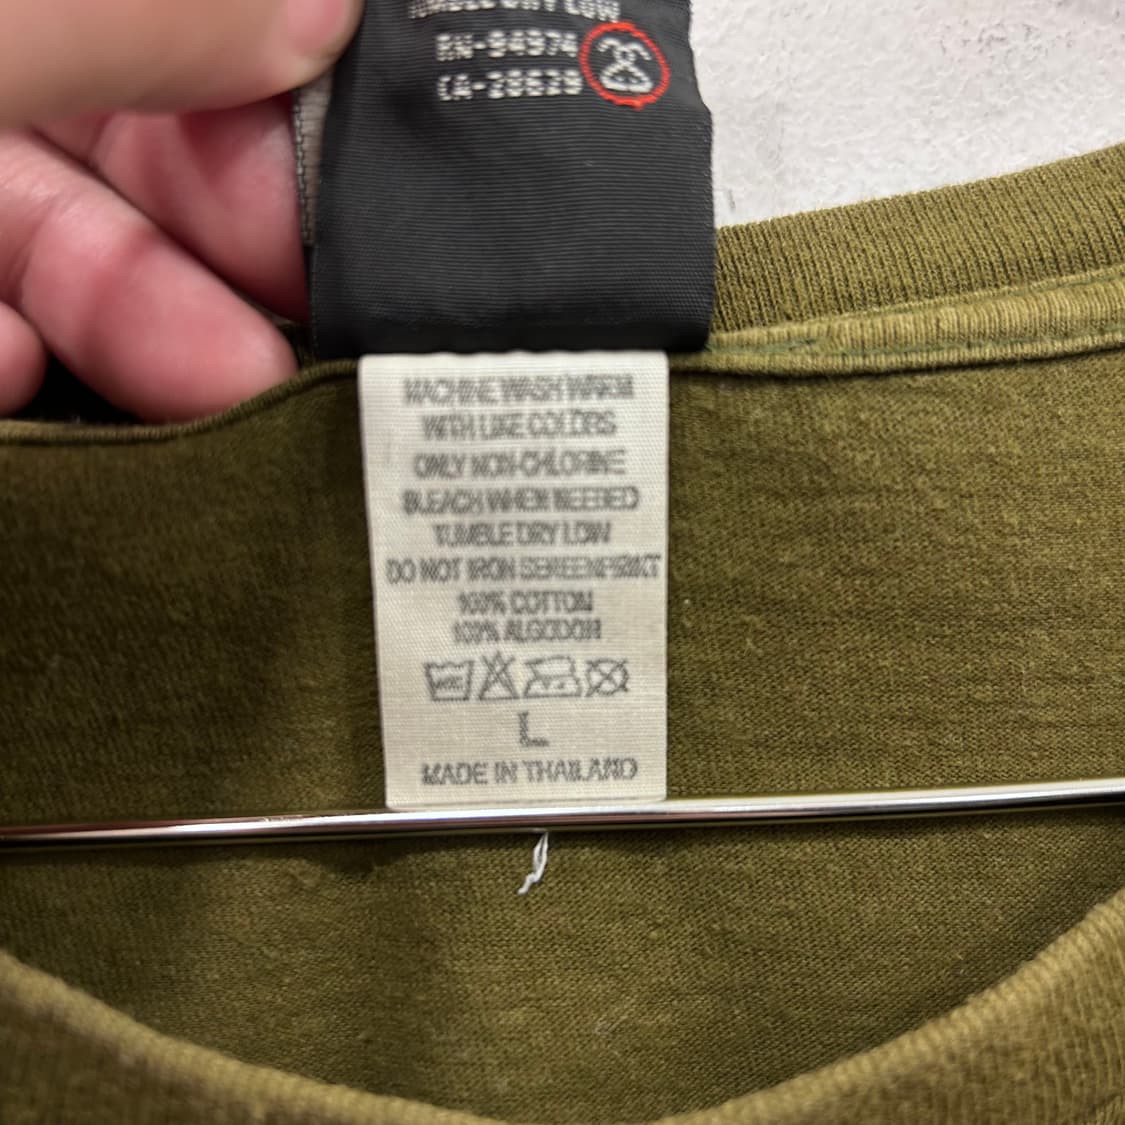 TUMBLE DRY LOW
RN-94974
CA-28629
MACHINE WASH WARM
WITH LIKE COLORS
ONLY NON-CHLORINE
BLEACH WHEN NEEDED
TUMBLE DRY LOW
DO NOT IRON SCREENPRINT
100% COTTON
100% ALGODON
L
MADE IN THAILAND